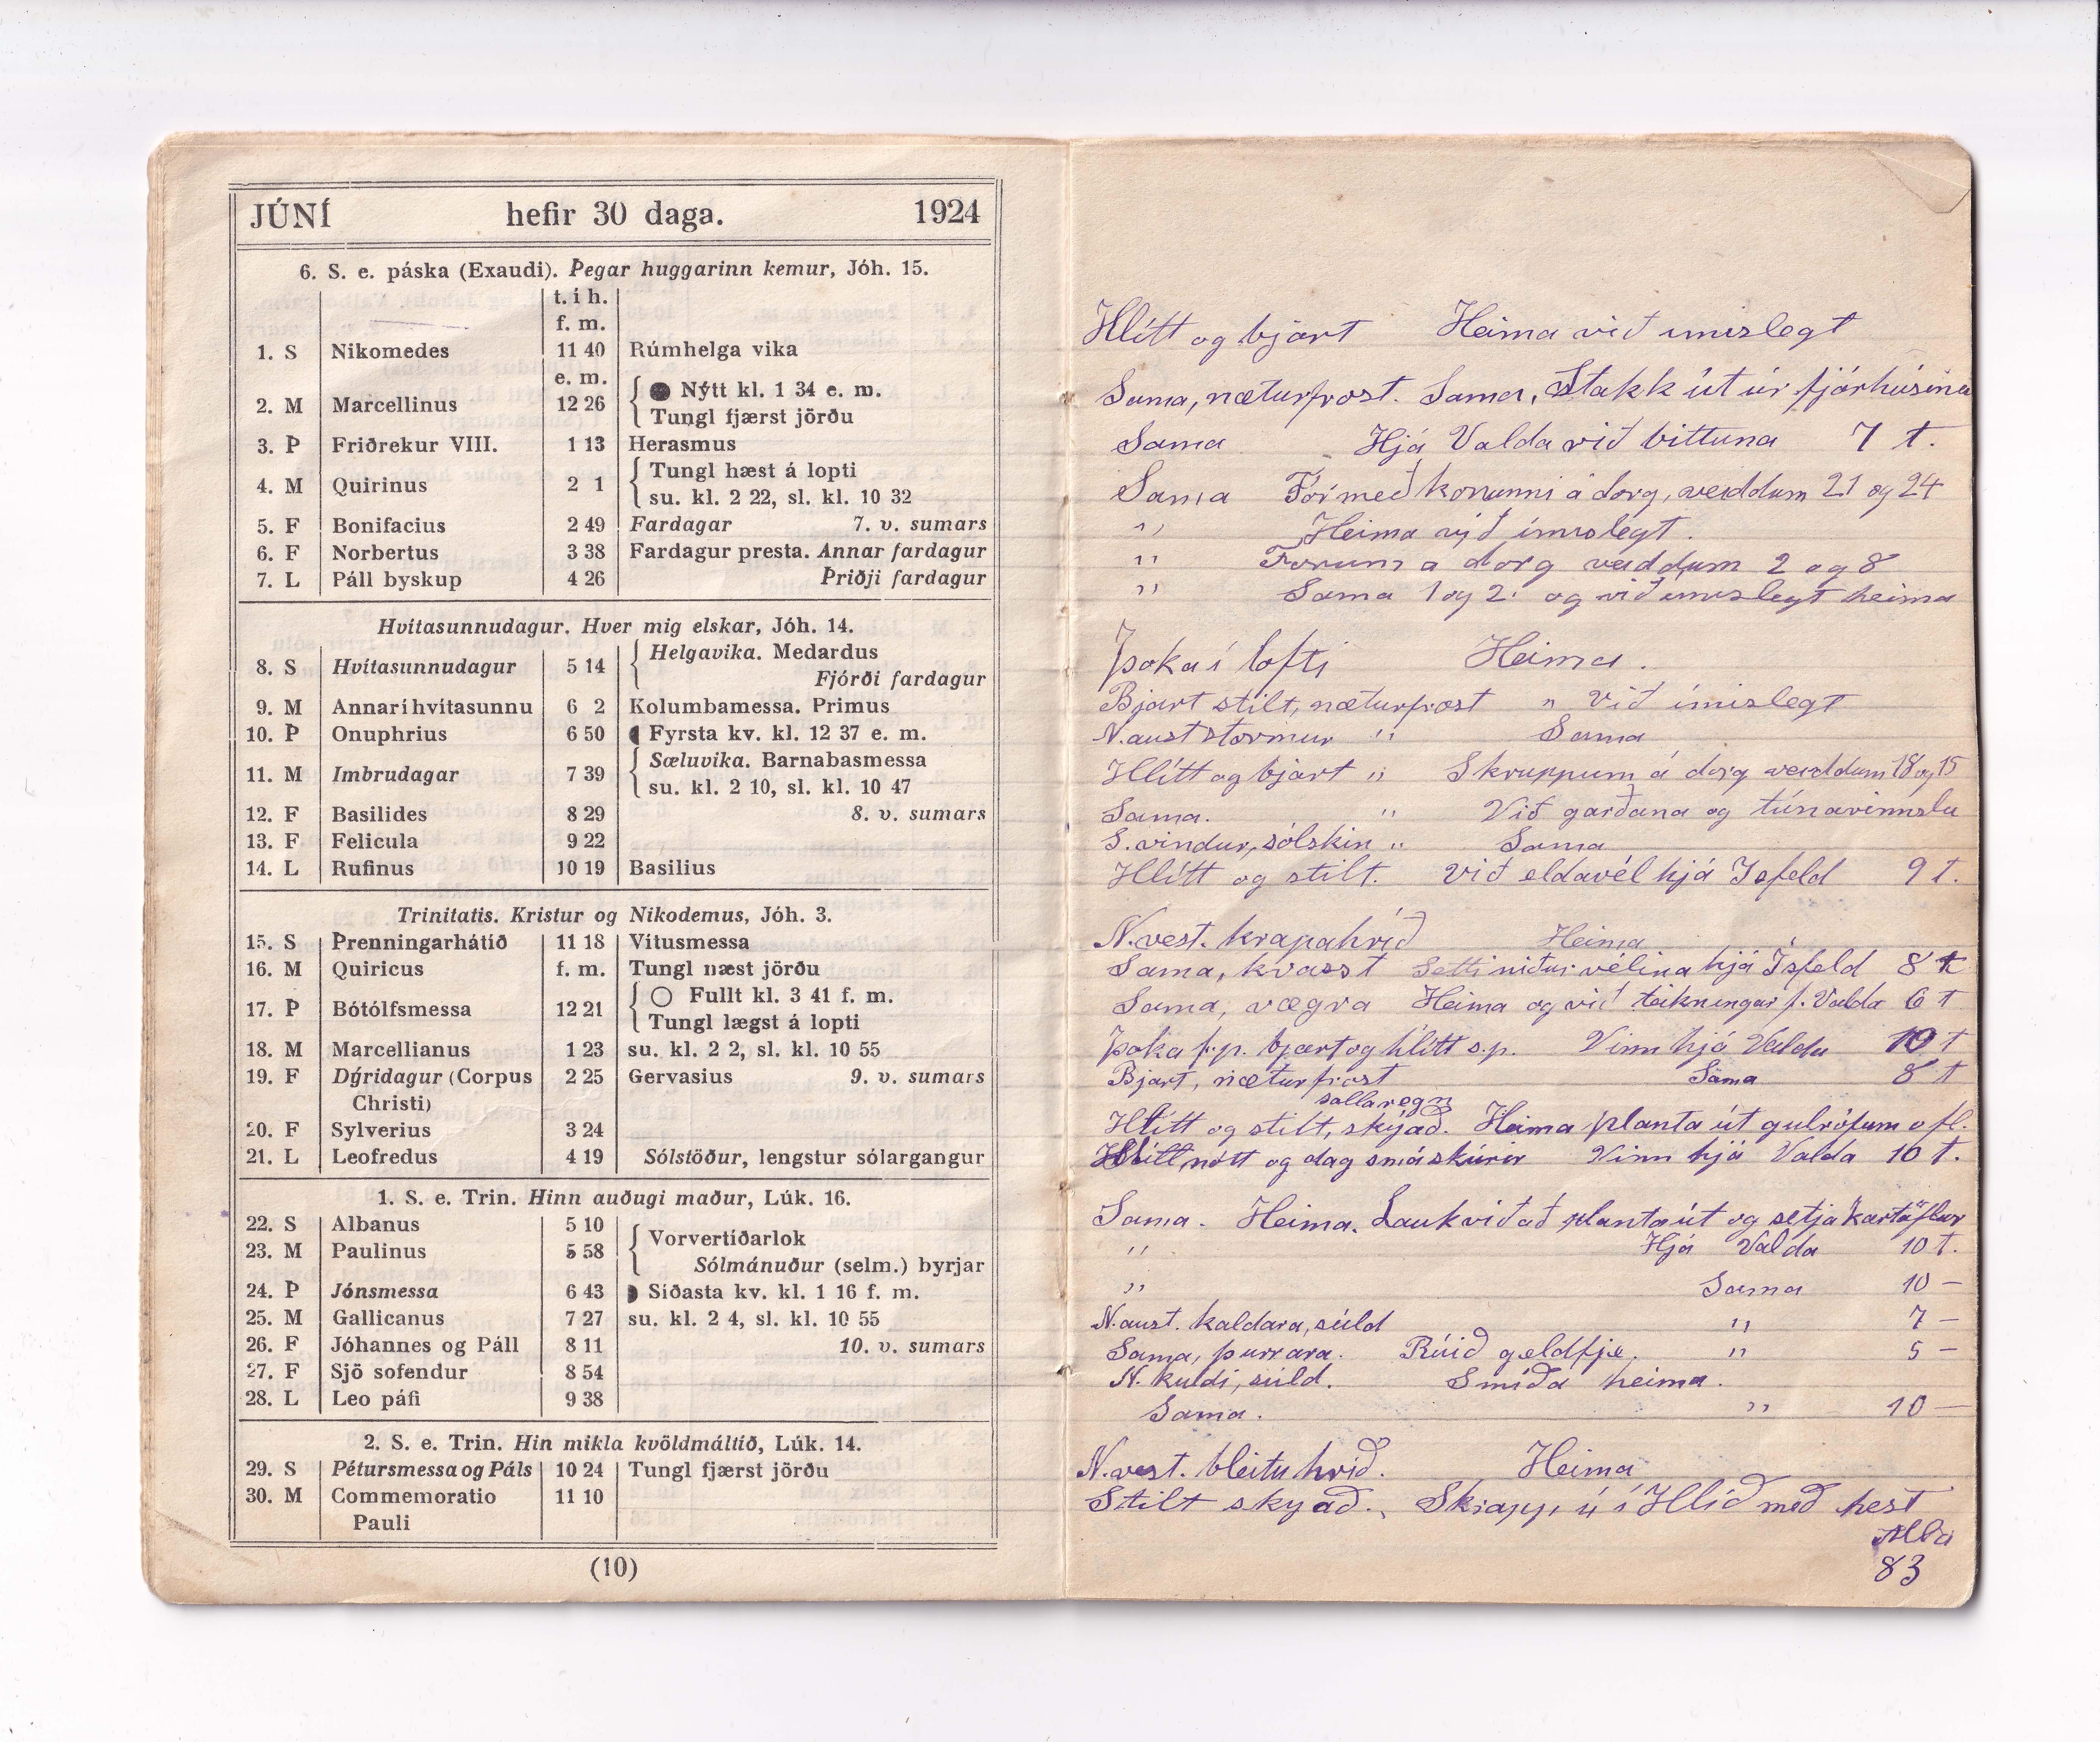 JÚNÍ hefir 30 daga. 1924
6. S. e. páska (Exaudi). Þegar huggarinn kemur, Jóh. 15.
t. í h.
f. m.
1. S Nikomedes 11 40 Rúmhelga vika
e. m.
2. M Marcellinus 12 26 Nýtt kl. 1 34 e. m.
Tungl fjærst jörðu
3. Þ Friðrekur VIII. 1 13 Herasmus
4. M Quirinus 2 1 Tungl hæst á lopti
su. kl. 2 22, sl. kl. 10 32
5. F Bonifacius 2 49 Fardagar 7. v. sumars
6. F Norbertus 3 38 Fardagur presta. Annar fardagur
7. L Páll byskup 4 26 Þriðji fardagur
Hvítasunnudagur. Hver mig elskar, Jóh. 14.
8. S Hvítasunnudagur 5 14 Helgavika. Medardus
Fjórði fardagur
9. M Annar í hvítasunnu 6 2 Kolumbamessa. Primus
10. Þ Onuphrius 6 50 Fyrsta kv. kl. 12 37 e. m.
11. M Imbrudagar 7 39 Sæluvika. Barnabasmessa
su. kl. 2 10, sl. kl. 10 47
12. F Basilides 8 29 8. v. sumars
13. F Felicula 9 22
14. L Rufinus 10 19 Basilius
Trinitatis. Kristur og Nikodemus, Jóh. 3.
15. S Þrenningarhátíð 11 18 Vítusmessa
16. M Quiricus f. m. Tungl næst jörðu
17. Þ Bótólfsmessa 12 21 Fullt kl. 3 41 f. m.
Tungl lægst á lopti
18. M Marcellianus 1 23 su. kl. 2 2, sl. kl. 10 55
19. F Dýridagur (Corpus 2 25 Gervasius 9. v. sumars
Christi)
20. F Sylverius 3 24
21. L Leofredus 4 19 Sólstöður, lengstur sólargangur
1. S. e. Trin. Hinn auðugi maður, Lúk. 16.
22. S Albanus 5 10 Vorvertíðarlok
23. M Paulinus 5 58 Sólmánuður (selm.) byrjar
24. Þ Jónsmessa 6 43 Síðasta kv. kl. 1 16 f. m.
25. M Gallicanus 7 27 su. kl. 2 4, sl. kl. 10 55
26. F Jóhannes og Páll 8 11 10. v. sumars
27. F Sjö sofendur 8 54
28. L Leo páfi 9 38
2. S. e. Trin. Hin mikla kvöldmáltíð, Lúk. 14.
29. S Pétursmessa og Páls 10 24 Tungl fjærst jörðu
30. M Commemoratio 11 10
Pauli
(10)
Hlítt og bjart Heima við imislegt
Sama, næturfrost. Sama, Stakk út úr fjárhúsinu
Sama Hjá Valda við bittuna 7 t.
Sama Fór með konunni á dorg, veiddum 21 og 24
" Heima við imislegt.
" Forum a dorg veiddum 2 og 8
" Sama 1 og 2. og við imislegt heima
Þoka í lofti Heima.
Bjart stilt, næturfrost " Við ímislegt
N.aust stormur " Sama
Hlítt og bjart " Skruppum á dorg veiddum 18 og 15
Sama. " Við garðana og túnavinnslu
S. vindur, sólskin " Sama
Hlítt og stilt. við eldavél hjá Isfeld 9 t.
N.vest. krapahríð Heima
Sama, kvasst Setti niður vélina hjá Ísfeld 8 t
Sama, vægra Heima og við teikningar f. Valda 6 t
Þoka f.p. bjart og hlítt s.p. Vinn hjá Valda 10 t
Bjart, næturfrost Sama 8 t
sallaregn
Hlítt og stilt, skýað. Heima planta út gulrófum o fl.
Hlítt nótt og dag smáskúrir Vinn hjá Valda 10 t.
Sama. Heima. Lauk við að planta út og setja kartöflur
" Hjá Valda 10 t.
" Sama 10 —
N.aust. kaldara, súld " 7 —
Sama, þurrara. Rúið geldfje. " 5 —
N. kuldi, súld. Smíða heima.
Sama. " 10 —
N.vest. bleytuhríð. Heima
Stilt skyað. Skrapp ú í Hlíð með hest
83